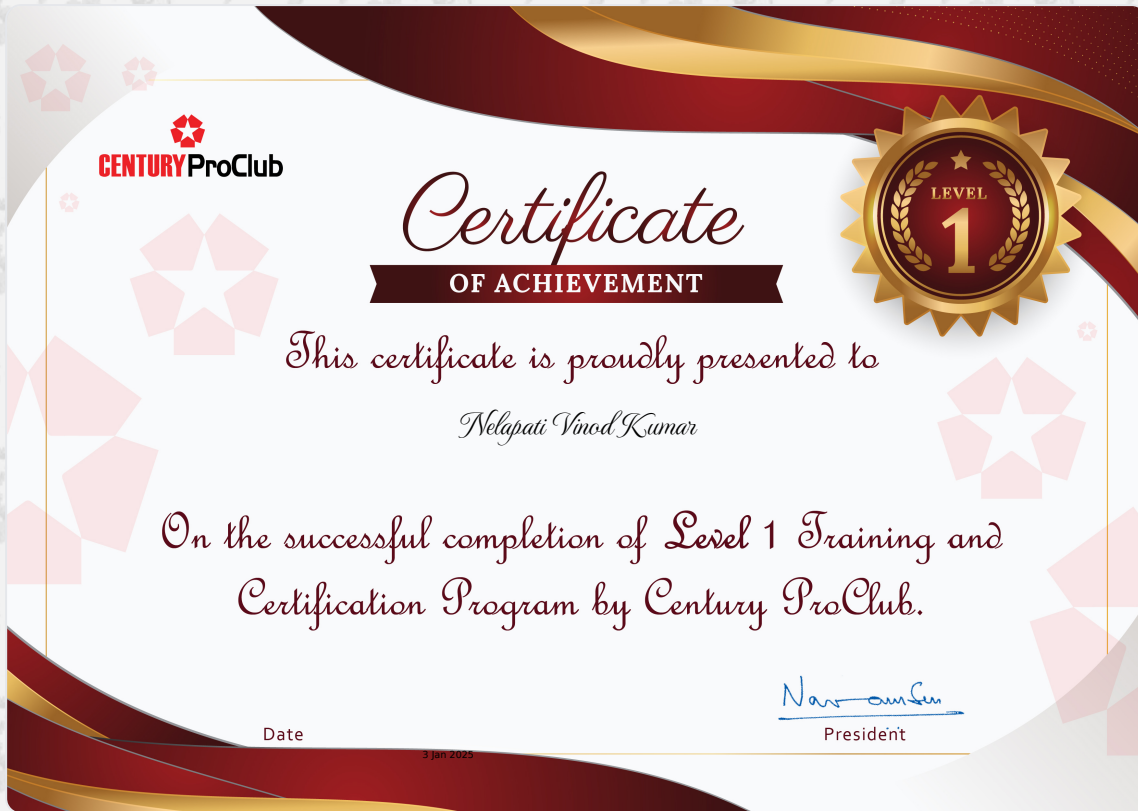 CENTURY ProClub
LEVEL
1
Certificate
OF ACHIEVEMENT
This certificate is proudly presented to
Nelapati Vinod Kumar
On the successful completion of Level 1 Training and
Certification Program by Century ProClub.
Date
President
3 Jan 2025